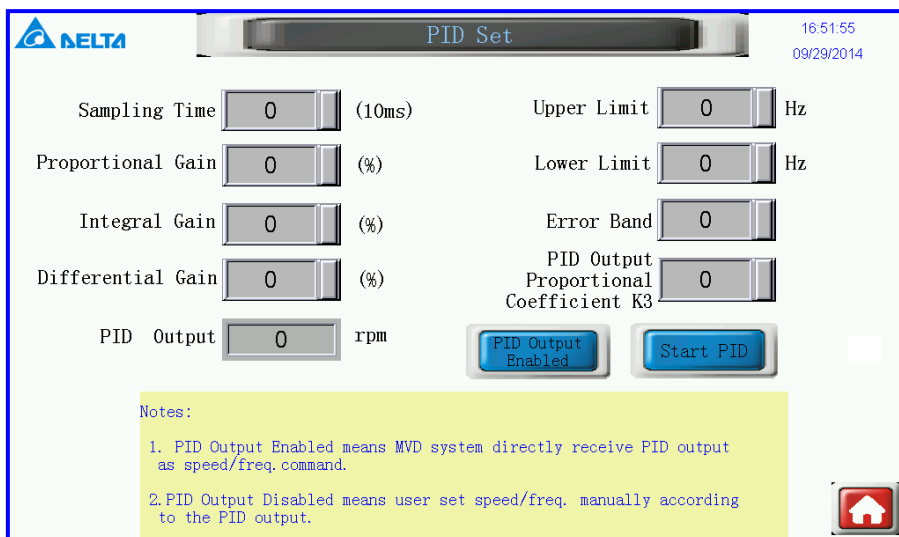 DELTA
PID Set
16:51:55
09/29/2014
Sampling Time 0 (10ms)
Proportional Gain 0 (%)
Integral Gain 0 (%)
Differential Gain 0 (%)
PID Output 0 rpm
Upper Limit 0 Hz
Lower Limit 0 Hz
Error Band 0
PID Output
Proportional
Coefficient K3
0
PID Output
Enabled
Start PID
Notes:
1. PID Output Enabled means MVD system directly receive PID output
as speed/freq.command.
2.PID Output Disabled means user set speed/freq. manually according
to the PID output.